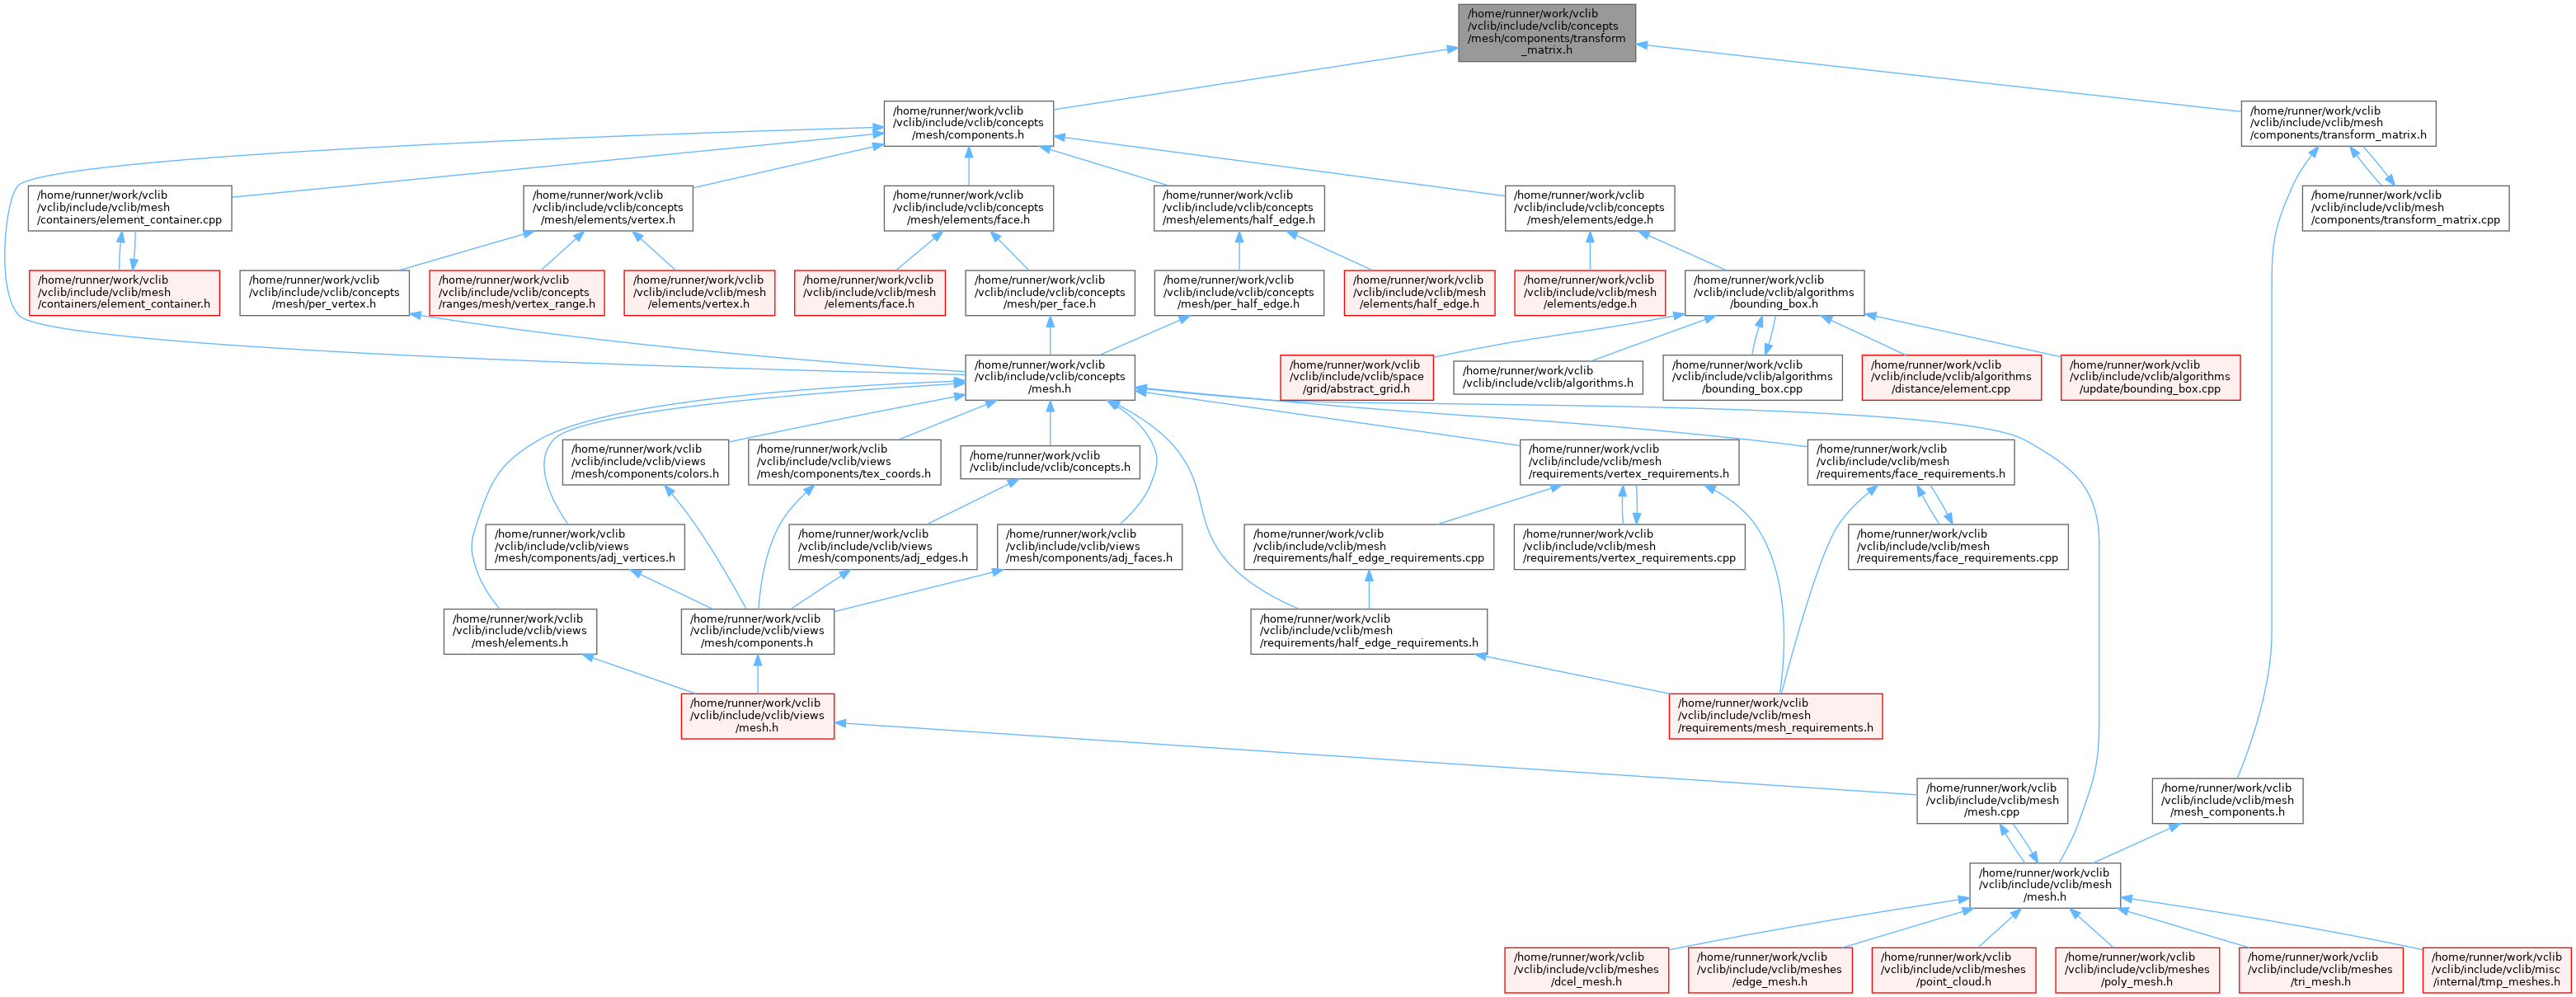 /home/runner/work/vclib
/vclib/include/vclib/concepts
/mesh/components/transform
_matrix.h
/home/runner/work/vclib
/vclib/include/vclib/concepts
/mesh/components.h
/home/runner/work/vclib
/vclib/include/vclib/mesh
/components/transform_matrix.h
/home/runner/work/vclib
/vclib/include/vclib/mesh
/containers/element_container.cpp
/home/runner/work/vclib
/vclib/include/vclib/concepts
/mesh/elements/vertex.h
/home/runner/work/vclib
/vclib/include/vclib/concepts
/mesh/elements/face.h
/home/runner/work/vclib
/vclib/include/vclib/concepts
/mesh/elements/half_edge.h
/home/runner/work/vclib
/vclib/include/vclib/concepts
/mesh/elements/edge.h
/home/runner/work/vclib
/vclib/include/vclib/mesh
/components/transform_matrix.cpp
/home/runner/work/vclib
/vclib/include/vclib/mesh
/containers/element_container.h
/home/runner/work/vclib
/vclib/include/vclib/concepts
/mesh/per_vertex.h
/home/runner/work/vclib
/vclib/include/vclib/concepts
/ranges/mesh/vertex_range.h
/home/runner/work/vclib
/vclib/include/vclib/mesh
/elements/vertex.h
/home/runner/work/vclib
/vclib/include/vclib/mesh
/elements/face.h
/home/runner/work/vclib
/vclib/include/vclib/concepts
/mesh/per_face.h
/home/runner/work/vclib
/vclib/include/vclib/concepts
/mesh/per_half_edge.h
/home/runner/work/vclib
/vclib/include/vclib/mesh
/elements/half_edge.h
/home/runner/work/vclib
/vclib/include/vclib/mesh
/elements/edge.h
/home/runner/work/vclib
/vclib/include/vclib/algorithms
/bounding_box.h
/home/runner/work/vclib
/vclib/include/vclib/concepts
/mesh.h
/home/runner/work/vclib
/vclib/include/vclib/space
/grid/abstract_grid.h
/home/runner/work/vclib
/vclib/include/vclib/algorithms.h
/home/runner/work/vclib
/vclib/include/vclib/algorithms
/bounding_box.cpp
/home/runner/work/vclib
/vclib/include/vclib/algorithms
/distance/element.cpp
/home/runner/work/vclib
/vclib/include/vclib/algorithms
/update/bounding_box.cpp
/home/runner/work/vclib
/vclib/include/vclib/views
/mesh/components/colors.h
/home/runner/work/vclib
/vclib/include/vclib/views
/mesh/components/tex_coords.h
/home/runner/work/vclib
/vclib/include/vclib/concepts.h
/home/runner/work/vclib
/vclib/include/vclib/mesh
/requirements/vertex_requirements.h
/home/runner/work/vclib
/vclib/include/vclib/mesh
/requirements/face_requirements.h
/home/runner/work/vclib
/vclib/include/vclib/views
/mesh/components/adj_vertices.h
/home/runner/work/vclib
/vclib/include/vclib/views
/mesh/components/adj_edges.h
/home/runner/work/vclib
/vclib/include/vclib/views
/mesh/components/adj_faces.h
/home/runner/work/vclib
/vclib/include/vclib/mesh
/requirements/half_edge_requirements.cpp
/home/runner/work/vclib
/vclib/include/vclib/mesh
/requirements/vertex_requirements.cpp
/home/runner/work/vclib
/vclib/include/vclib/mesh
/requirements/face_requirements.cpp
/home/runner/work/vclib
/vclib/include/vclib/views
/mesh/elements.h
/home/runner/work/vclib
/vclib/include/vclib/views
/mesh/components.h
/home/runner/work/vclib
/vclib/include/vclib/mesh
/requirements/half_edge_requirements.h
/home/runner/work/vclib
/vclib/include/vclib/views
/mesh.h
/home/runner/work/vclib
/vclib/include/vclib/mesh
/requirements/mesh_requirements.h
/home/runner/work/vclib
/vclib/include/vclib/mesh
/mesh.cpp
/home/runner/work/vclib
/vclib/include/vclib/mesh
/mesh_components.h
/home/runner/work/vclib
/vclib/include/vclib/mesh
/mesh.h
/home/runner/work/vclib
/vclib/include/vclib/meshes
/dcel_mesh.h
/home/runner/work/vclib
/vclib/include/vclib/meshes
/edge_mesh.h
/home/runner/work/vclib
/vclib/include/vclib/meshes
/point_cloud.h
/home/runner/work/vclib
/vclib/include/vclib/meshes
/poly_mesh.h
/home/runner/work/vclib
/vclib/include/vclib/meshes
/tri_mesh.h
/home/runner/work/vclib
/vclib/include/vclib/misc
/internal/tmp_meshes.h